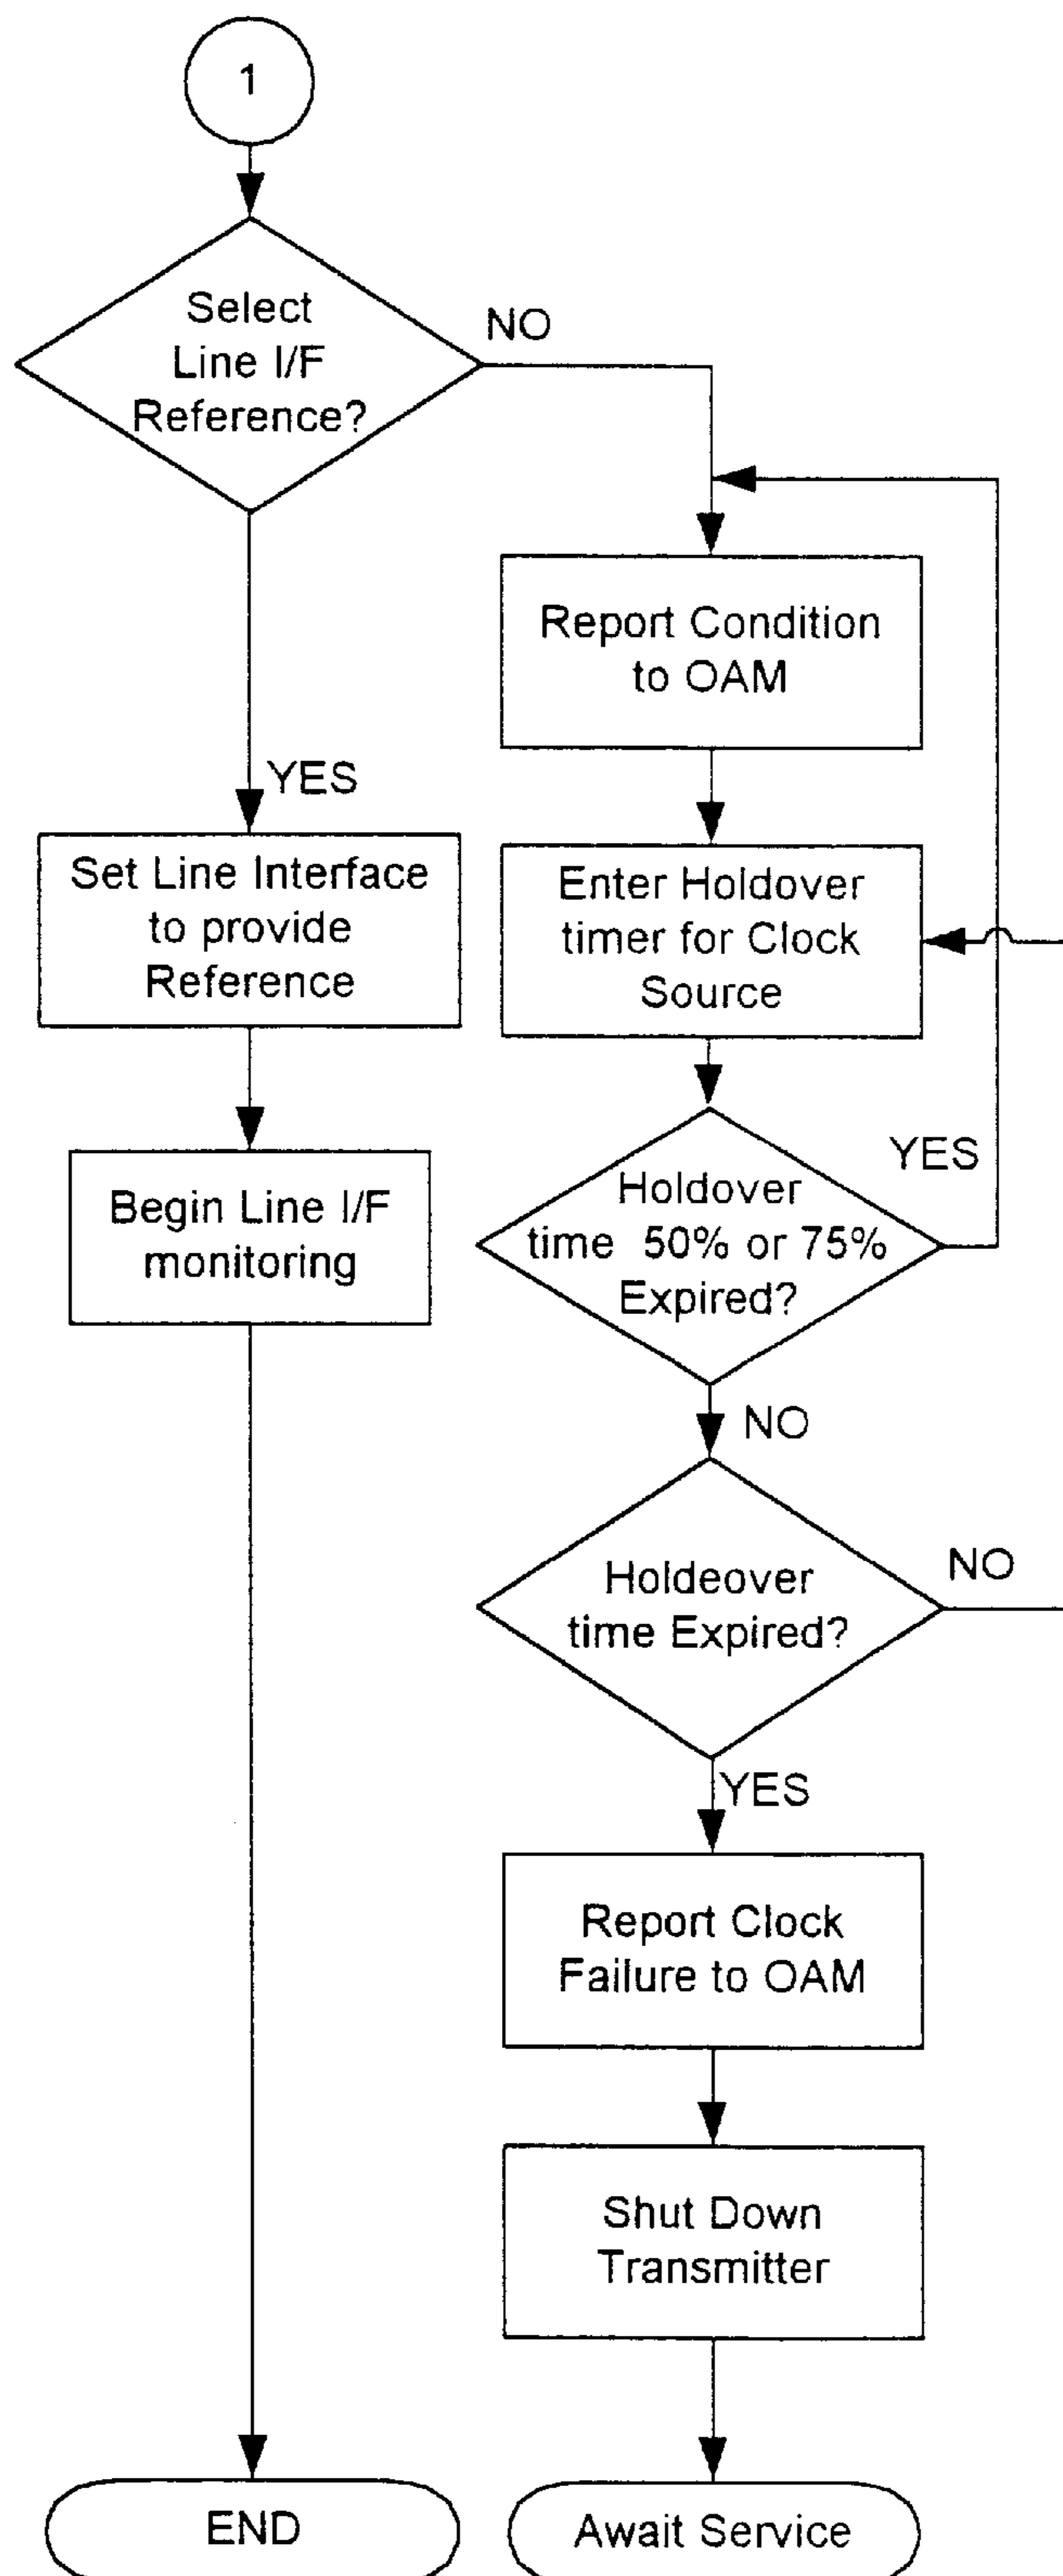 1
Select
Line I/F
Reference?
NO
YES
Set Line Interface
to provide
Reference
Begin Line I/F
monitoring
END
Report Condition
to OAM
Enter Holdover
timer for Clock
Source
Holdover
time 50% or 75%
Expired?
YES
NO
Holdeover
time Expired?
NO
YES
Report Clock
Failure to OAM
Shut Down
Transmitter
Await Service